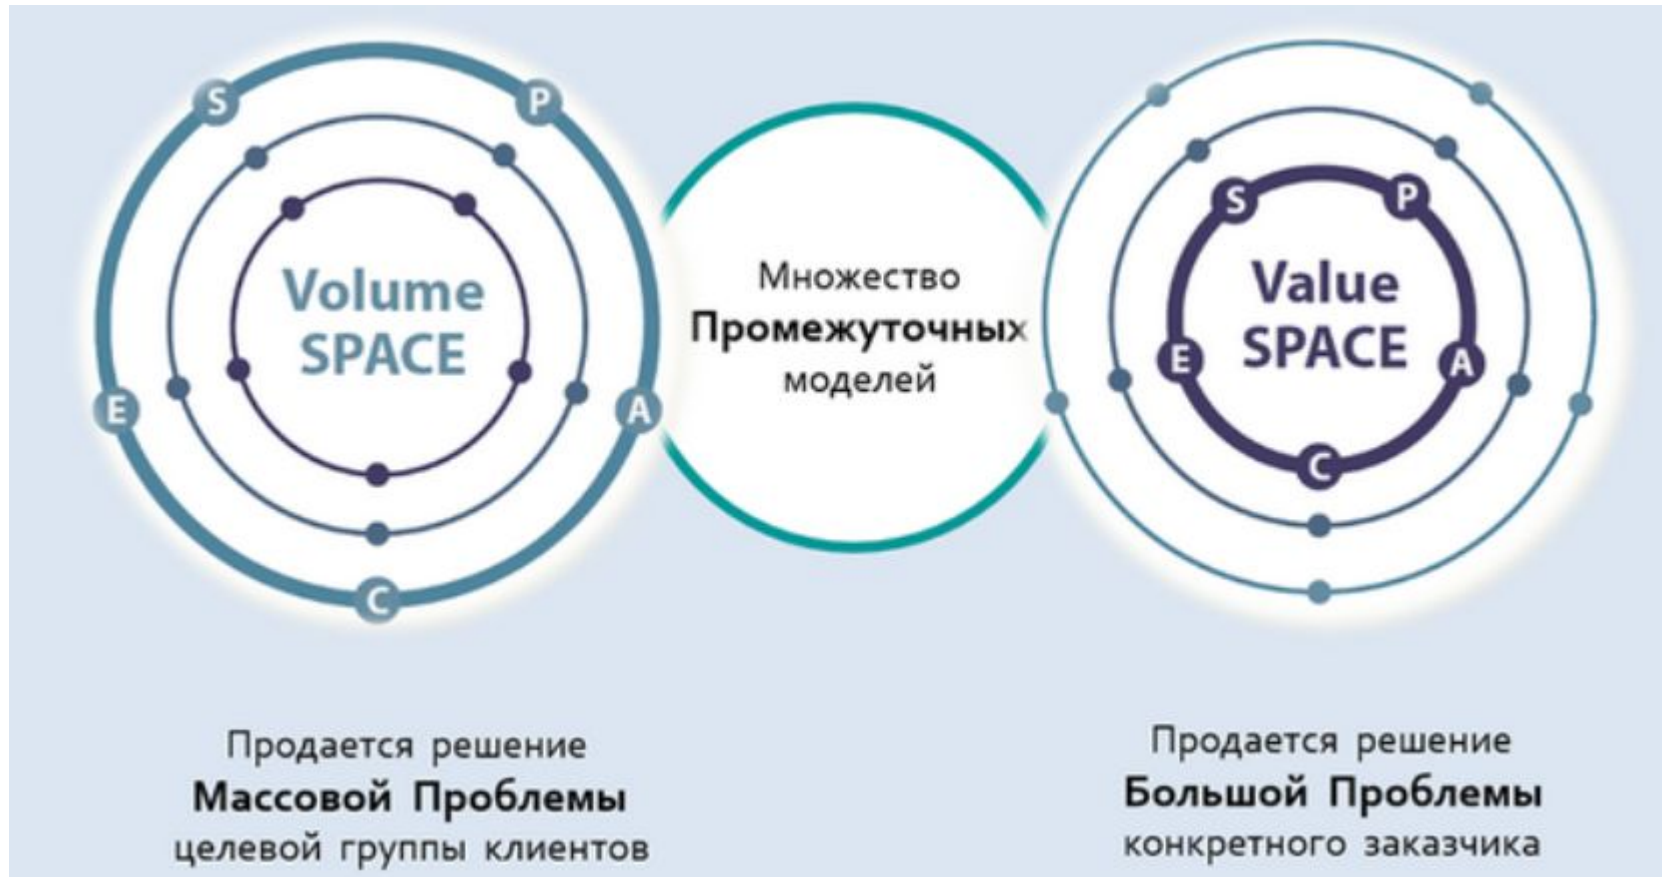 S
P
Volume
SPACE
E
A
C
Множество
Промежуточных
моделей
S
P
Value
SPACE
E
A
C
Продается решение
Массовой Проблемы
целевой группы клиентов
Продается решение
Большой Проблемы
конкретного заказчика